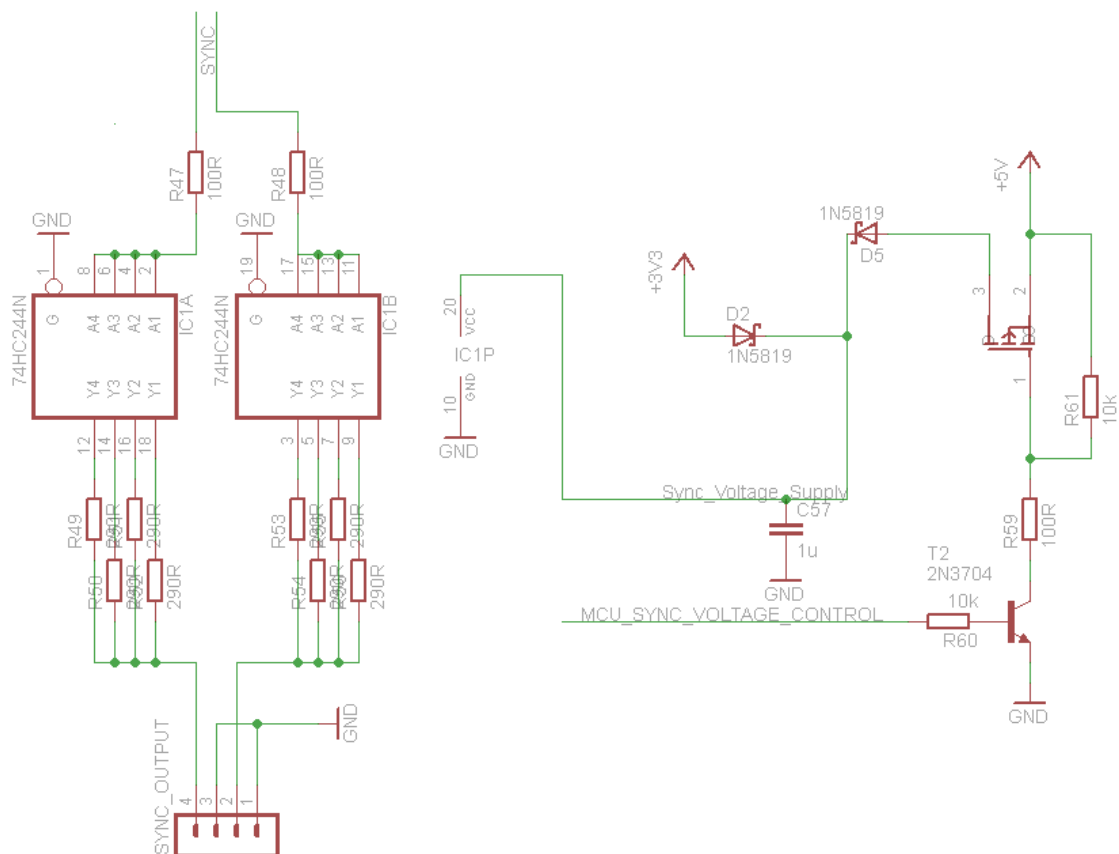 SYNC
R47
100R
R48
100R
GND
1
8
6
4
2
G
A4
A3
A2
A1
IC1A
74HC244N
Y4
Y3
Y2
Y1
12
14
16
18
GND
19
17
15
13
11
G
A4
A3
A2
A1
IC1B
74HC244N
Y4
Y3
Y2
Y1
3
5
7
9
R49
R50
290R
290R
R53
R54
290R
290R
SYNC_OUTPUT
4
3
2
1
GND
20
VCC
IC1P
GND
10
GND
+3V3
D2
1N5819
1N5819
D5
+5V
3
2
1
R61
10k
Sync_Voltage_Supply
C57
1u
GND
R59
100R
T2
2N3704
MCU_SYNC_VOLTAGE_CONTROL
10k
R60
GND